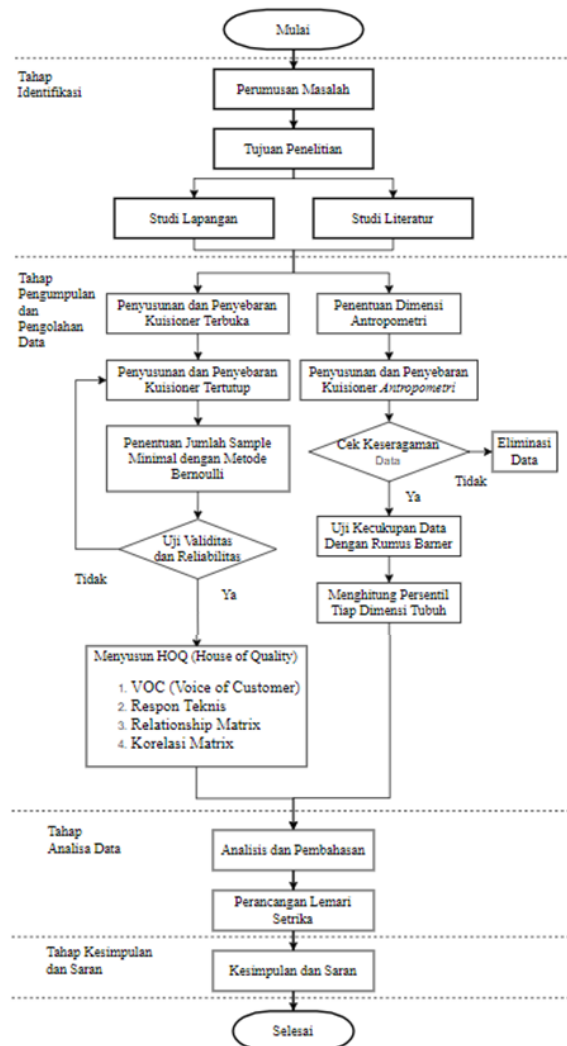 Mulai
Tahap
Identifikasi
Perumusan Masalah
Tujuan Penelitian
Studi Lapangan
Studi Literatur
Tahap
Pengumpulan
dan
Pengolahan
Data
Penyusunan dan Penyebaran
Kuisioner Terbuka
Penentuan Dimensi
Antropometri
Penyusunan dan Penyebaran
Kuisioner Tertutup
Penyusunan dan Penyebaran
Kuisioner Antropometri
Penentuan Jumlah Sample
Minimal dengan Metode
Bernoulli
Cek Keseragaman
Data
Eliminasi
Data
Tidak
Ya
Uji Validitas
dan Reliabilitas
Tidak
Ya
Uji Kecukupan Data
Dengan Rumus Barner
Menghitung Persentil
Tiap Dimensi Tubuh
Menyusun HOQ (House of Quality)
1. VOC (Voice of Customer)
2. Respon Teknis
3. Relationship Matrix
4. Korelasi Matrix
Tahap
Analisa Data
Analisis dan Pembahasan
Perancangan Lemari
Setrika
Tahap Kesimpulan
dan Saran
Kesimpulan dan Saran
Selesai